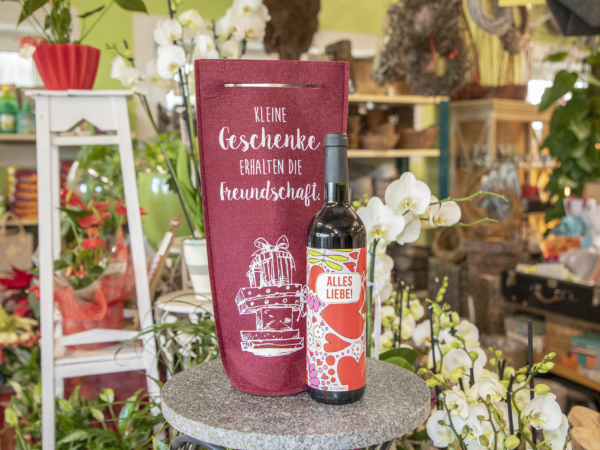 KLEINE
Geschenke
ERHALTEN DIE
Freundschaft.
ALLES
LIEBE!